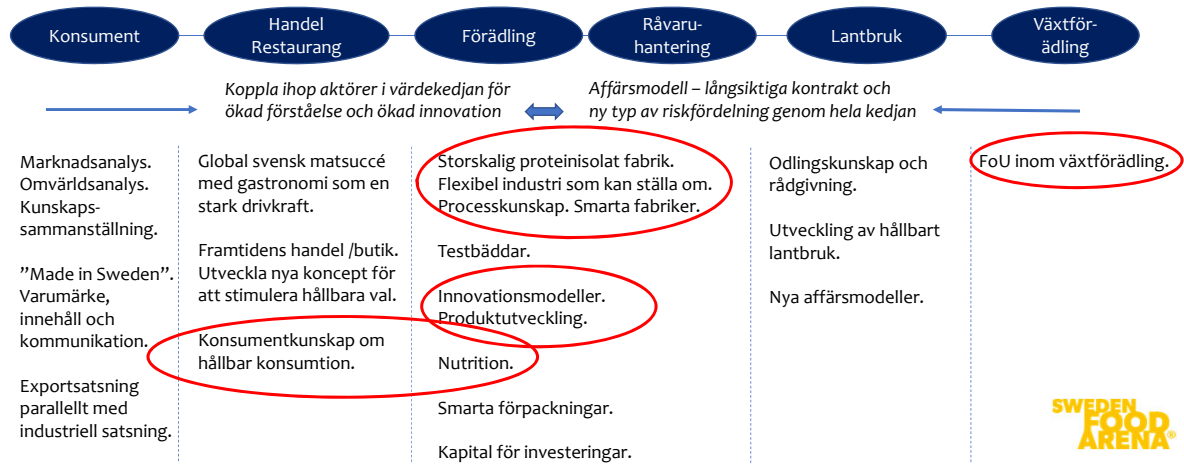 Konsument
Handel
Restaurang
Förädling
Råvaru-
hantering
Lantbruk
Växtför-
ädling
Koppla ihop aktörer i värdekedjan för
ökad förståelse och ökad innovation
Affärsmodell – långsiktiga kontrakt och
ny typ av riskfördelning genom hela kedjan
Marknadsanalys.
Omvärldsanalys.
Kunskaps-
sammanställning.
”Made in Sweden”.
Varumärke,
innehåll och
kommunikation.
Exportsatsning
parallellt med
industriell satsning.
Global svensk matsuccé
med gastronomi som en
stark drivkraft.
Framtidens handel /butik.
Utveckla nya koncept för
att stimulera hållbara val.
Konsumentkunskap om
hållbar konsumtion.
Storskalig proteinisolat fabrik.
Flexibel industri som kan ställa om.
Processkunskap. Smarta fabriker.
Testbäddar.
Innovationsmodeller.
Produktutveckling.
Nutrition.
Smarta förpackningar.
Kapital för investeringar.
Odlingskunskap och
rådgivning.
Utveckling av hållbart
lantbruk.
Nya affärsmodeller.
FoU inom växtförädling.
SWEDEN
FOOD
ARENA®